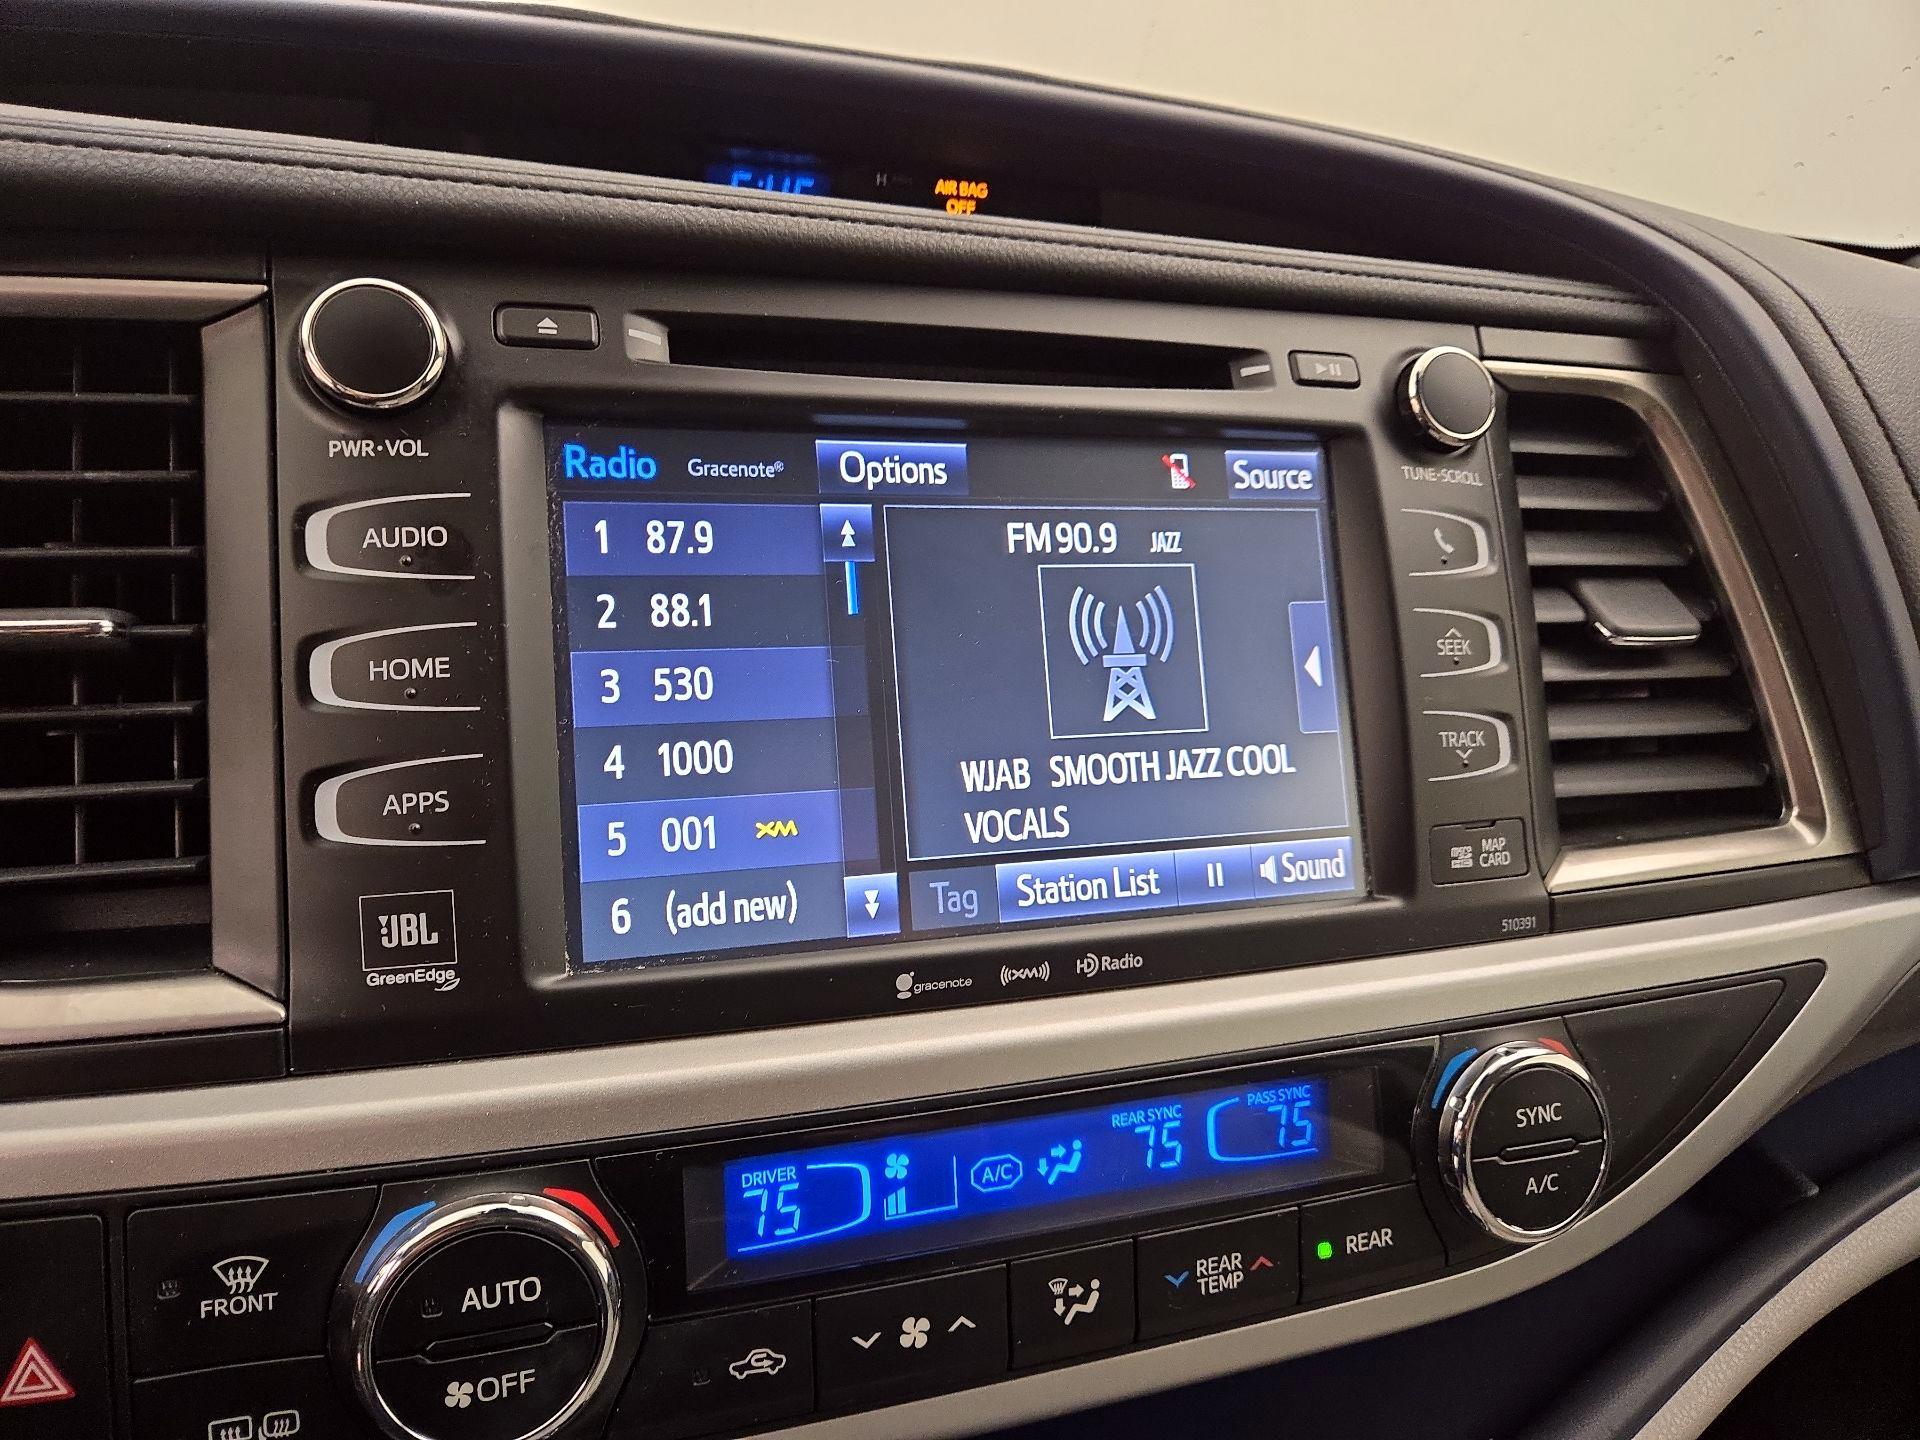 AIR BAG
OFF
PWR•VOL
TUNE•SCROLL
Radio Gracenote® Options Source
1 87.9
2 88.1
3 530
4 1000
5 001 XM
6 (add new)
FM 90.9 JAZZ
WJAB SMOOTH JAZZ COOL
VOCALS
Tag Station List Sound
AUDIO
HOME
APPS
JBL
GreenEdge
SEEK
TRACK
micro SD MAP
CARD
510391
gracenote ((XM)) HD Radio
DRIVER
75
A/C
REAR SYNC
75
PASS SYNC
75
SYNC
A/C
FRONT
AUTO
OFF
REAR
TEMP
REAR